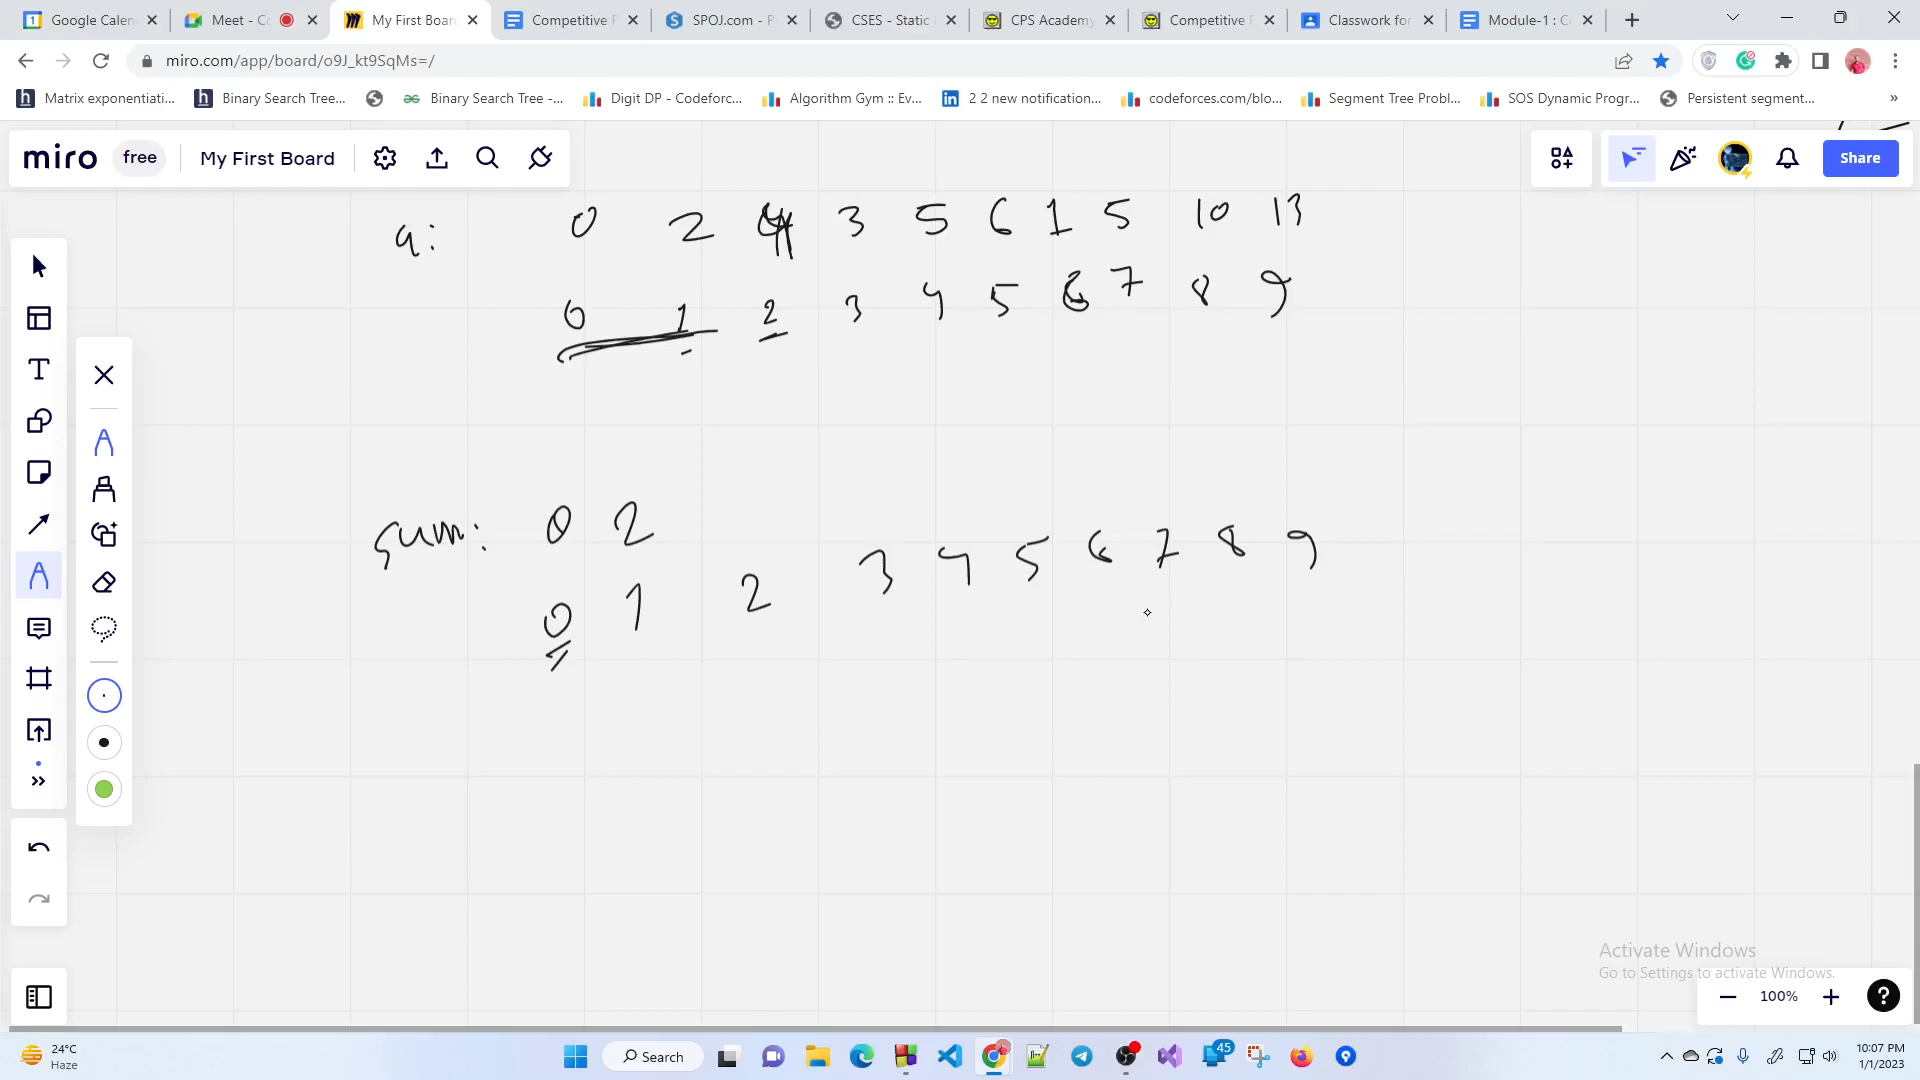 Google Calen
Meet - Co
My First Boar
Competitive P
SPOJ.com - P
CSES - Static
CPS Academy
Competitive P
Classwork for
Module-1 : C
miro.com/app/board/o9J_kt9SqMs=/
Matrix exponentiati...
Binary Search Tree...
Binary Search Tree -...
Digit DP - Codeforc...
Algorithm Gym :: Ev...
2 2 new notification...
codeforces.com/blo...
Segment Tree Probl...
SOS Dynamic Progr...
Persistent segment...
miro free My First Board
Share
a: 0 2 3 5 6 1 5 10 13
0 1 2 3 4 5 6 7 8 9
sum: 0 2
0 1 2 3 4 5 6 7 8 9
Activate Windows
Go to Settings to activate Windows.
100%
24°C
Haze
Search
45
10:07 PM
1/1/2023